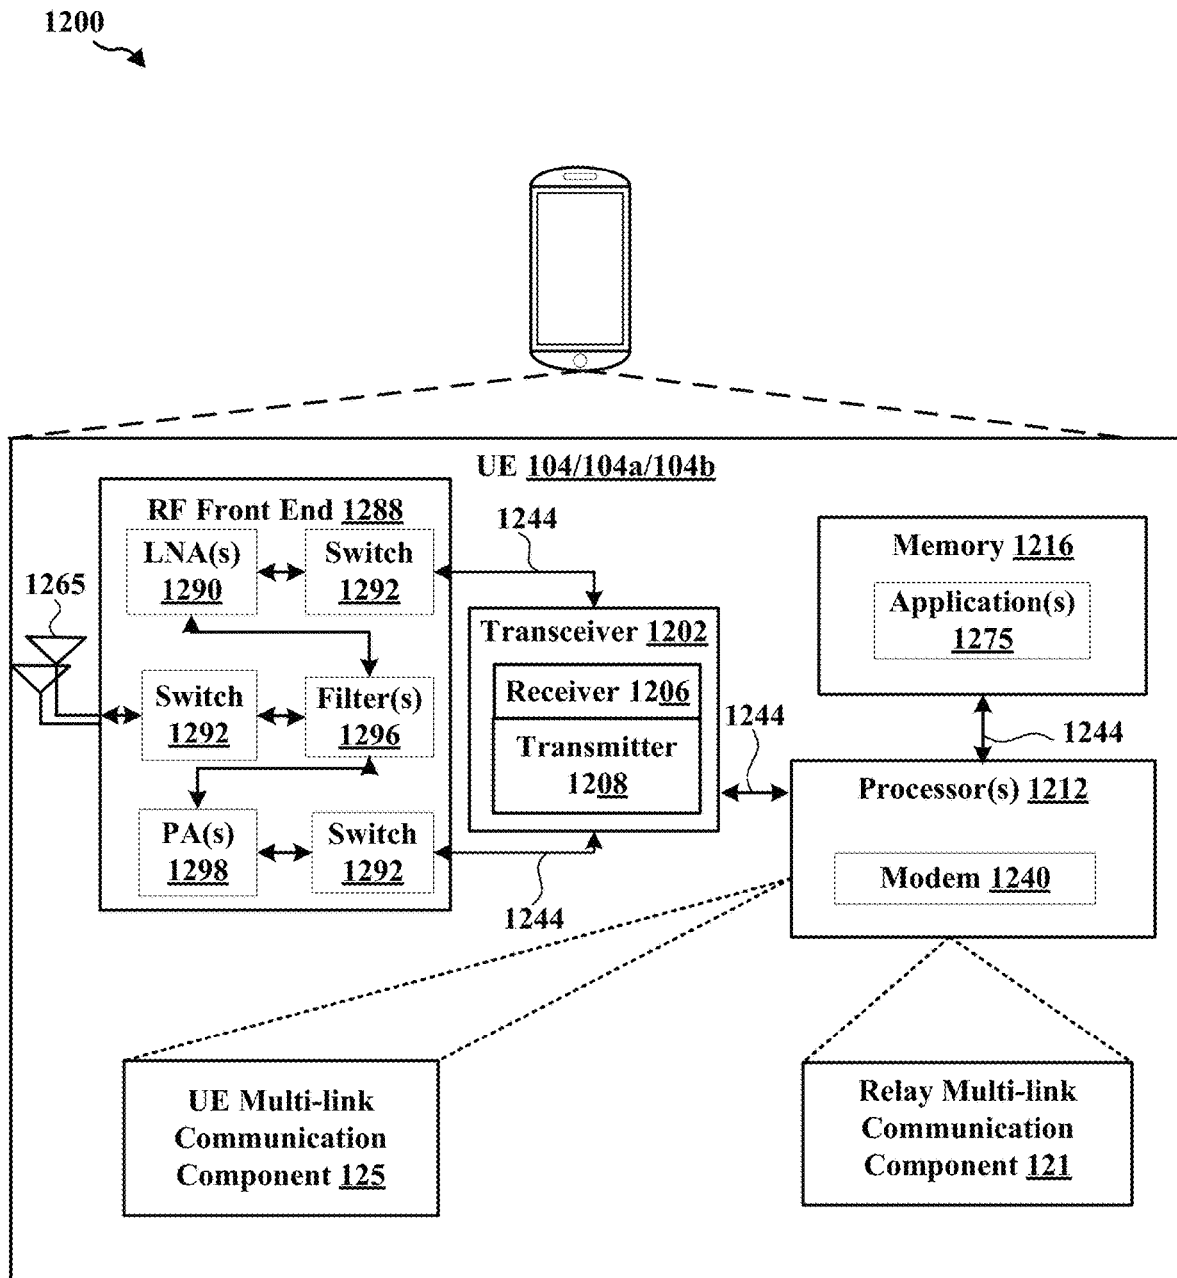 1200
UE 104/104a/104b
RF Front End 1288
1244
LNA(s)
1290
Switch
1292
Memory 1216
Application(s)
1275
1265
Transceiver 1202
Receiver 1206
Transmitter
1208
Switch
1292
Filter(s)
1296
1244
1244
Processor(s) 1212
Modem 1240
PA(s)
1298
Switch
1292
1244
UE Multi-link
Communication
Component 125
Relay Multi-link
Communication
Component 121